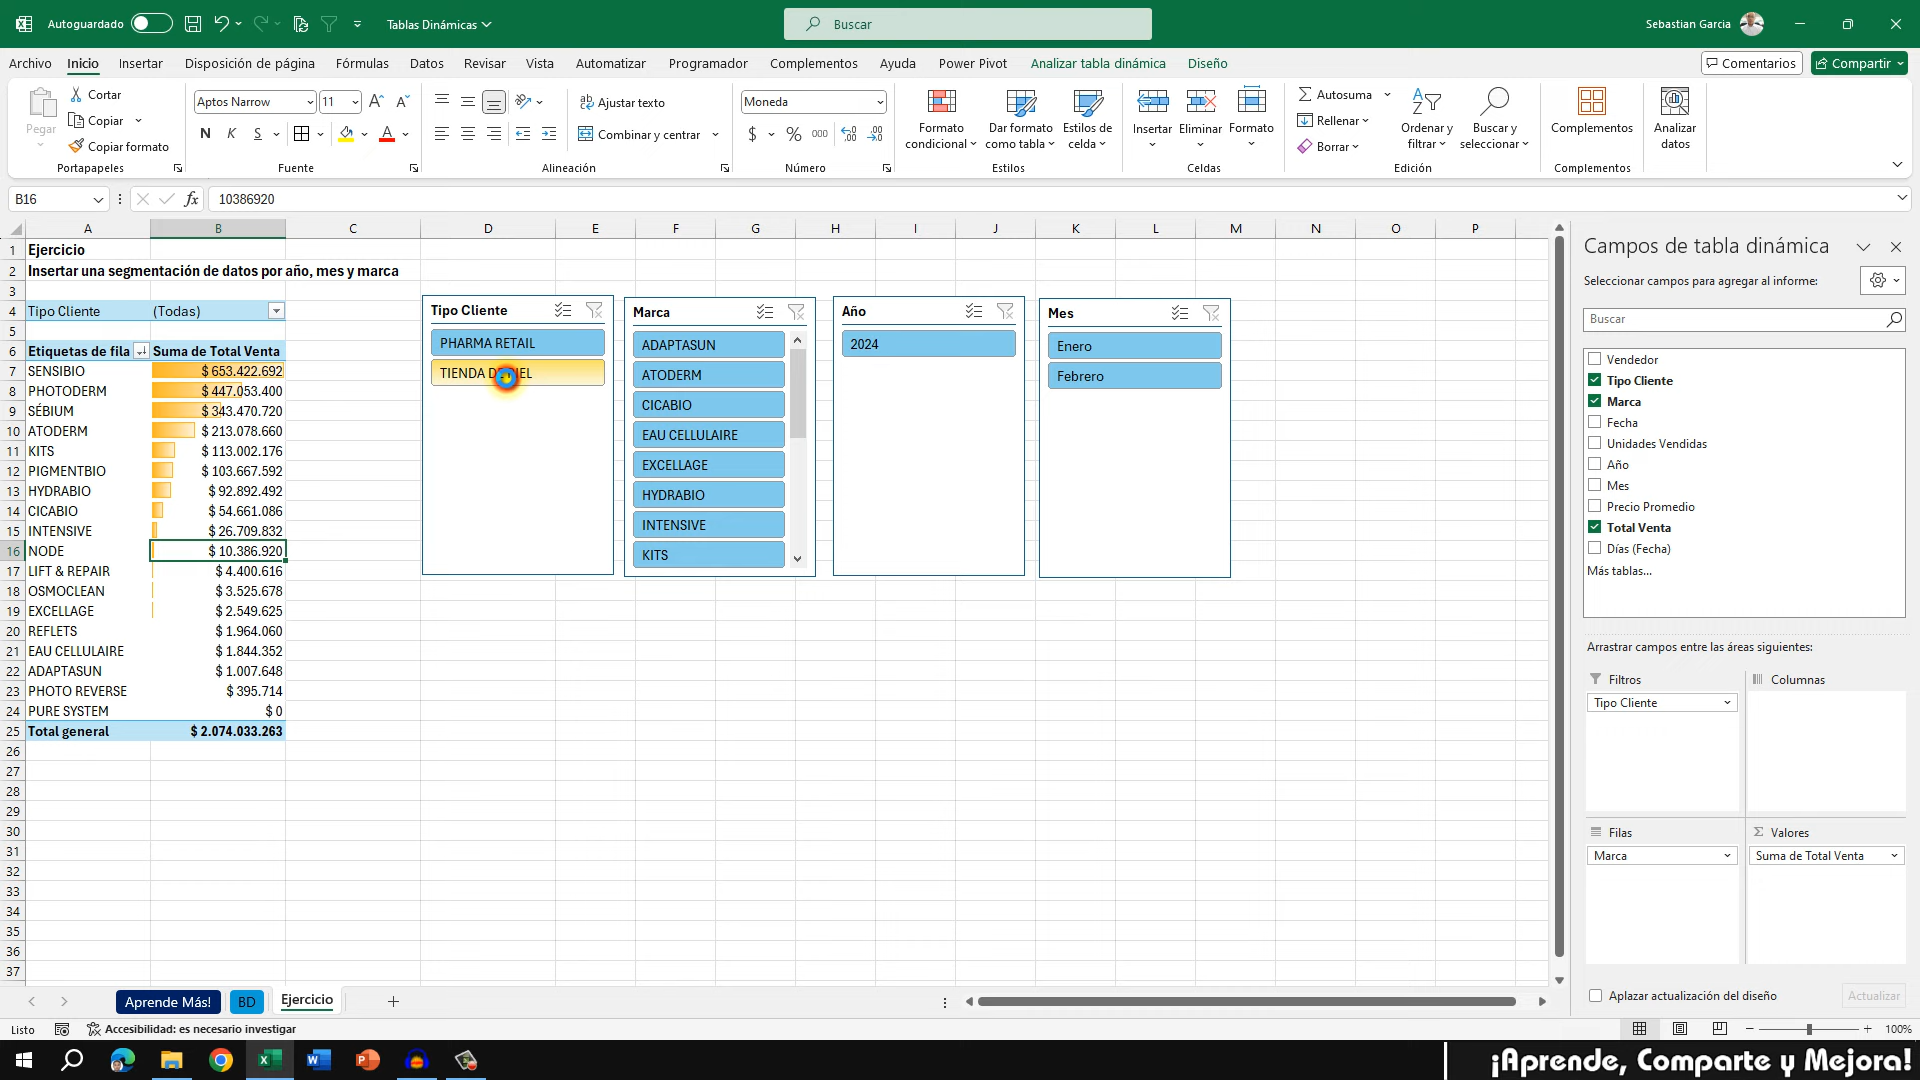 Autoguardado
Tablas Dinámicas
Buscar
Sebastian Garcia
Archivo Inicio Insertar Disposición de página Fórmulas Datos Revisar Vista Automatizar Programador Complementos Ayuda Power Pivot Analizar tabla dinámica Diseño
Comentarios
Compartir
Pegar
Cortar
Copiar
Copiar formato
Portapapeles
Aptos Narrow 11
N K S
Fuente
Ajustar texto
Combinar y centrar
Alineación
Moneda
$ % 000
Número
Formato condicional
Dar formato como tabla
Estilos de celda
Estilos
Insertar
Eliminar
Formato
Celdas
Autosuma
Rellenar
Borrar
Ordenar y filtrar
Buscar y seleccionar
Edición
Complementos
Complementos
Analizar datos
B16
fx
10386920
A B C D E F G H I J K L M N O P
1 Ejercicio
2 Insertar una segmentación de datos por año, mes y marca
3
4 Tipo Cliente (Todas)
5
6 Etiquetas de fila Suma de Total Venta
7 SENSIBIO $ 653.422.692
8 PHOTODERM $ 447.053.400
9 SÉBIUM $ 343.470.720
10 ATODERM $ 213.078.660
11 KITS $ 113.002.176
12 PIGMENTBIO $ 103.667.592
13 HYDRABIO $ 92.892.492
14 CICABIO $ 54.661.086
15 INTENSIVE $ 26.709.832
16 NODE $ 10.386.920
17 LIFT & REPAIR $ 4.400.616
18 OSMOCLEAN $ 3.525.678
19 EXCELLAGE $ 2.549.625
20 REFLETS $ 1.964.060
21 EAU CELLULAIRE $ 1.844.352
22 ADAPTASUN $ 1.007.648
23 PHOTO REVERSE $ 395.714
24 PURE SYSTEM $ 0
25 Total general $ 2.074.033.263
26
27
28
29
30
31
32
33
34
35
36
37
Tipo Cliente
PHARMA RETAIL
TIENDA DE PIEL
Marca
ADAPTASUN
ATODERM
CICABIO
EAU CELLULAIRE
EXCELLAGE
HYDRABIO
INTENSIVE
KITS
Año
2024
Mes
Enero
Febrero
Campos de tabla dinámica
Seleccionar campos para agregar al informe:
Buscar
Vendedor
Tipo Cliente
Marca
Fecha
Unidades Vendidas
Año
Mes
Precio Promedio
Total Venta
Días (Fecha)
Más tablas...
Arrastrar campos entre las áreas siguientes:
Filtros
Tipo Cliente
Columnas
Filas
Marca
Valores
Suma de Total Venta
Aplazar actualización del diseño
Actualizar
Aprende Más! BD Ejercicio
Listo
Accesibilidad: es necesario investigar
100%
¡Aprende, Comparte y Mejora!